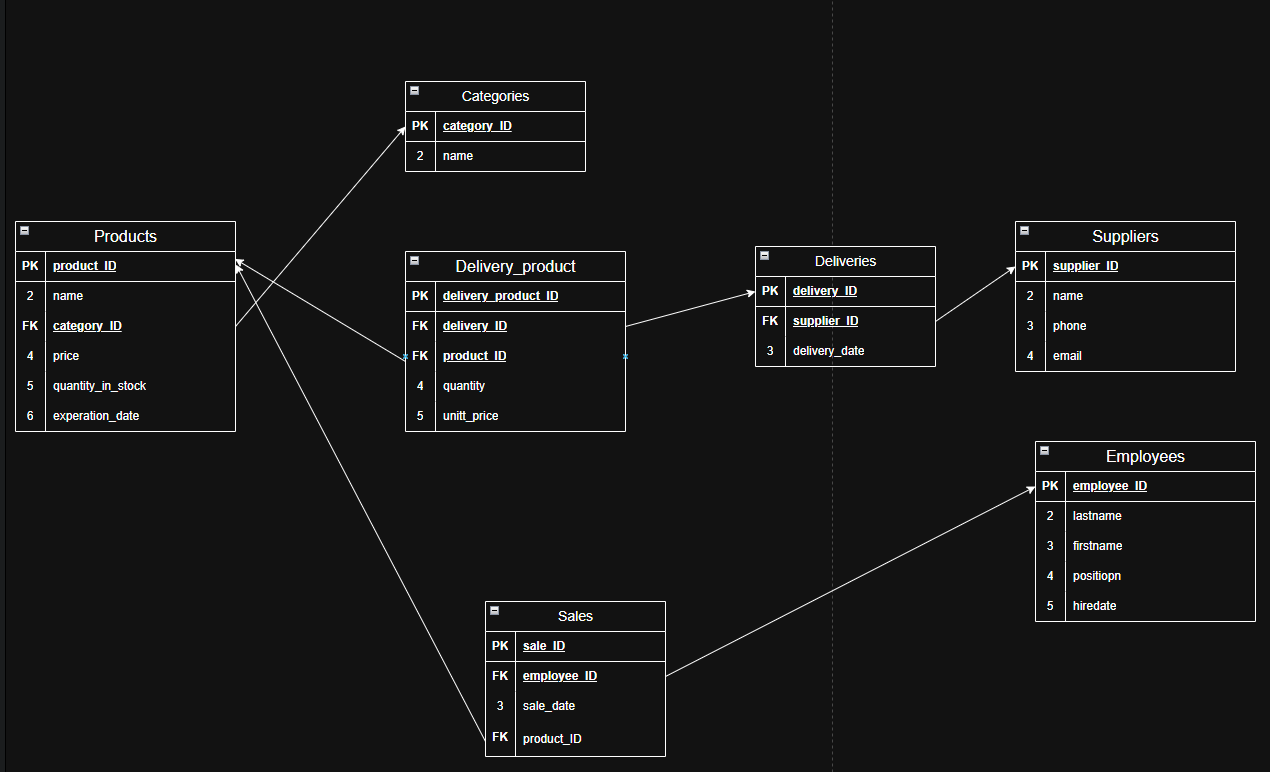 Categories
PK category_ID
2 name
Products
PK product_ID
2 name
FK category_ID
4 price
5 quantity_in_stock
6 experation_date
Delivery_product
PK delivery_product_ID
FK delivery_ID
FK product_ID
4 quantity
5 unitt_price
Deliveries
PK delivery_ID
FK supplier_ID
3 delivery_date
Suppliers
PK supplier_ID
2 name
3 phone
4 email
Employees
PK employee_ID
2 lastname
3 firstname
4 positiopn
5 hiredate
Sales
PK sale_ID
FK employee_ID
3 sale_date
FK product_ID